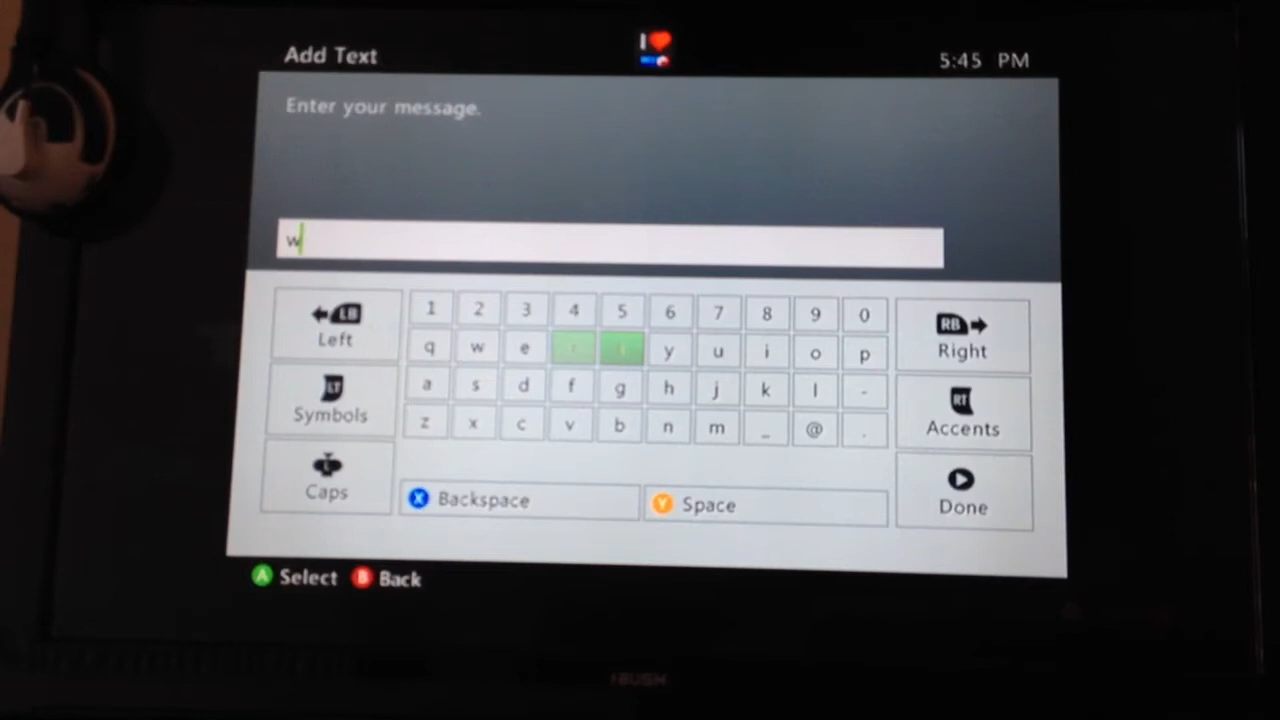 Add Text
I
5:45 PM
Enter your message.
w
LB
Left
1 2 3 4 5 6 7 8 9 0
RB
Right
q w e r t y u i o p
LT
Symbols
a s d f g h j k l -
RT
Accents
z x c v b n m _ @ .
Caps
X Backspace
Y Space
Done
A Select B Back
BUSH